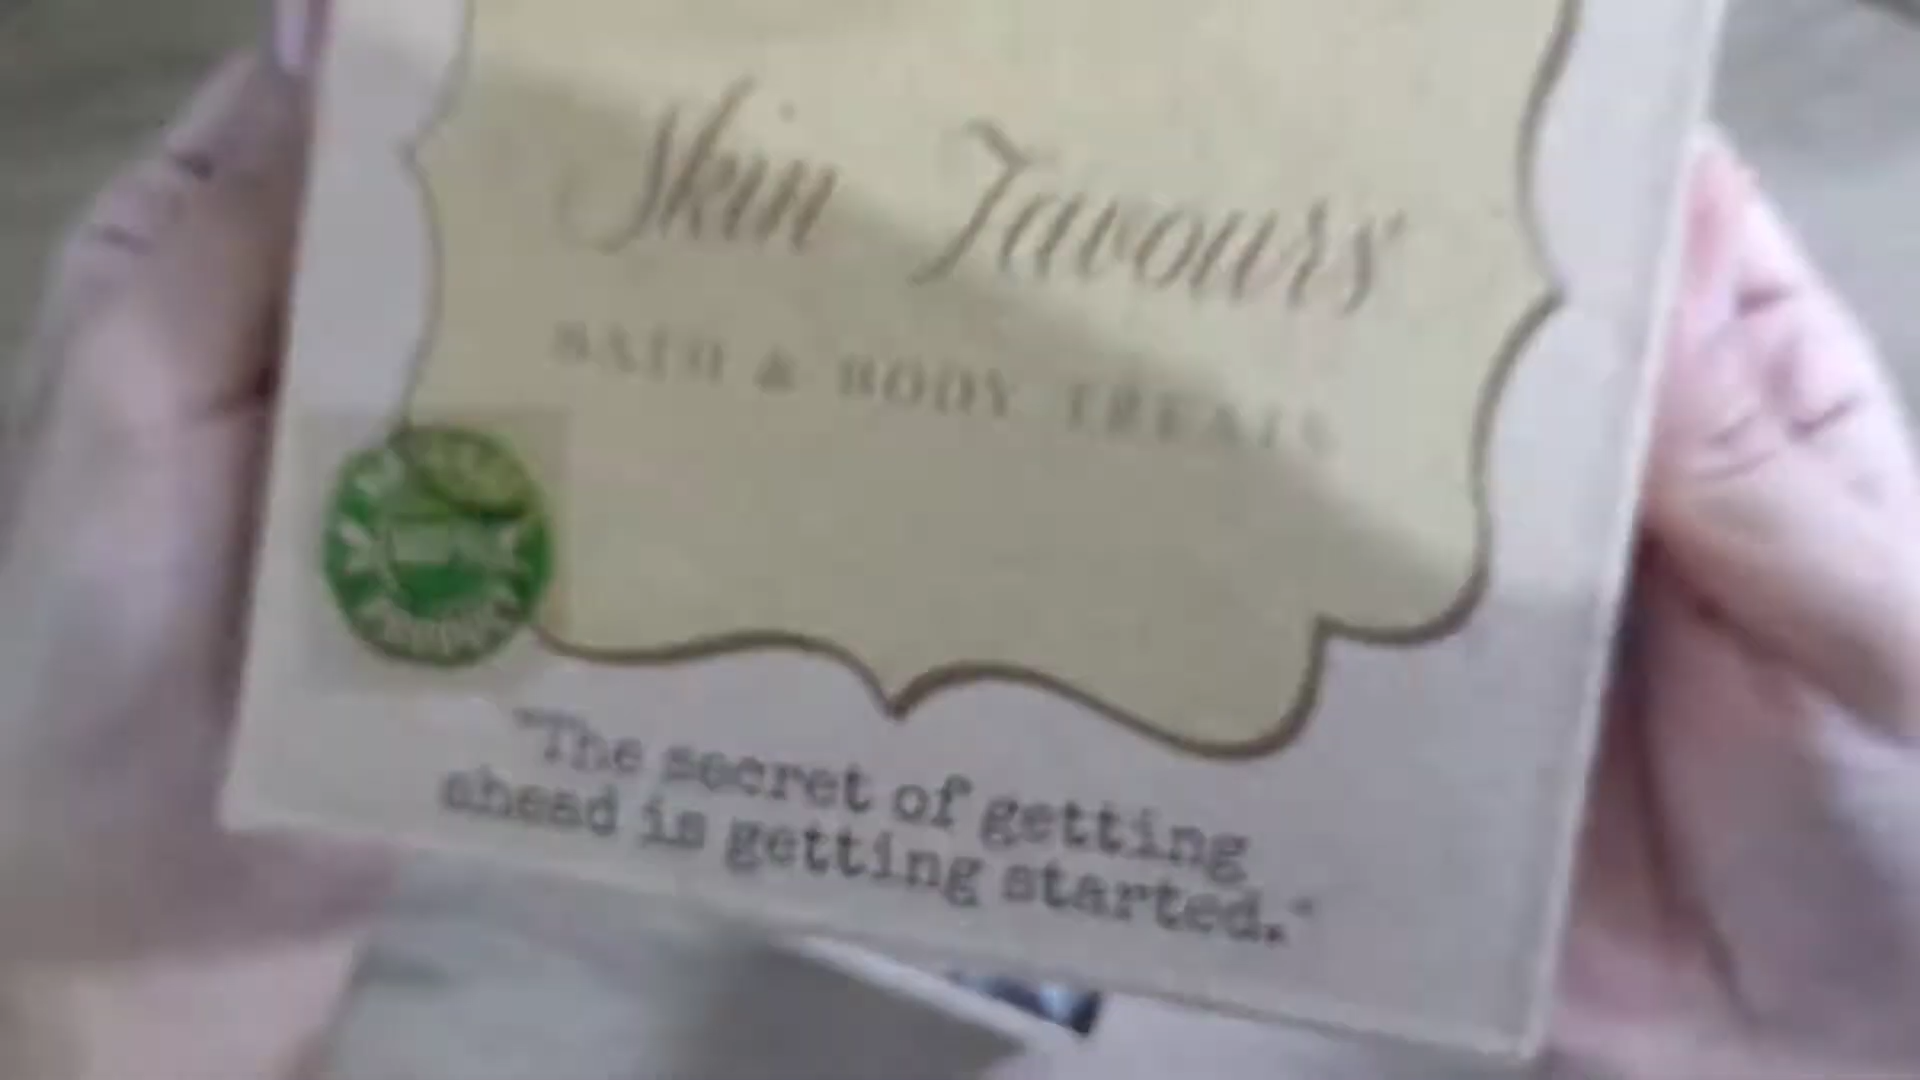 Skin Favours
BATH & BODY TREATS
"The secret of getting
ahead is getting started."